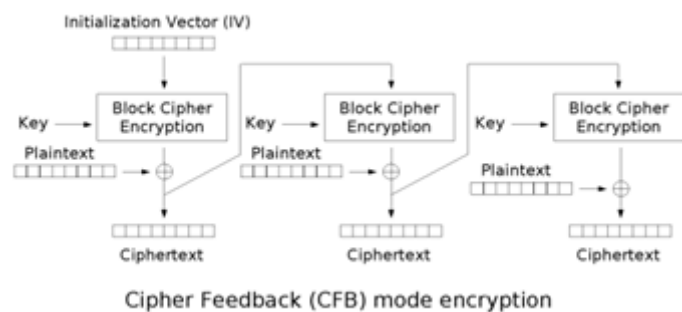 Initialization Vector (IV)
Key
Block Cipher
Encryption
Key
Block Cipher
Encryption
Key
Block Cipher
Encryption
Plaintext
Plaintext
Plaintext
Ciphertext
Ciphertext
Ciphertext
Cipher Feedback (CFB) mode encryption